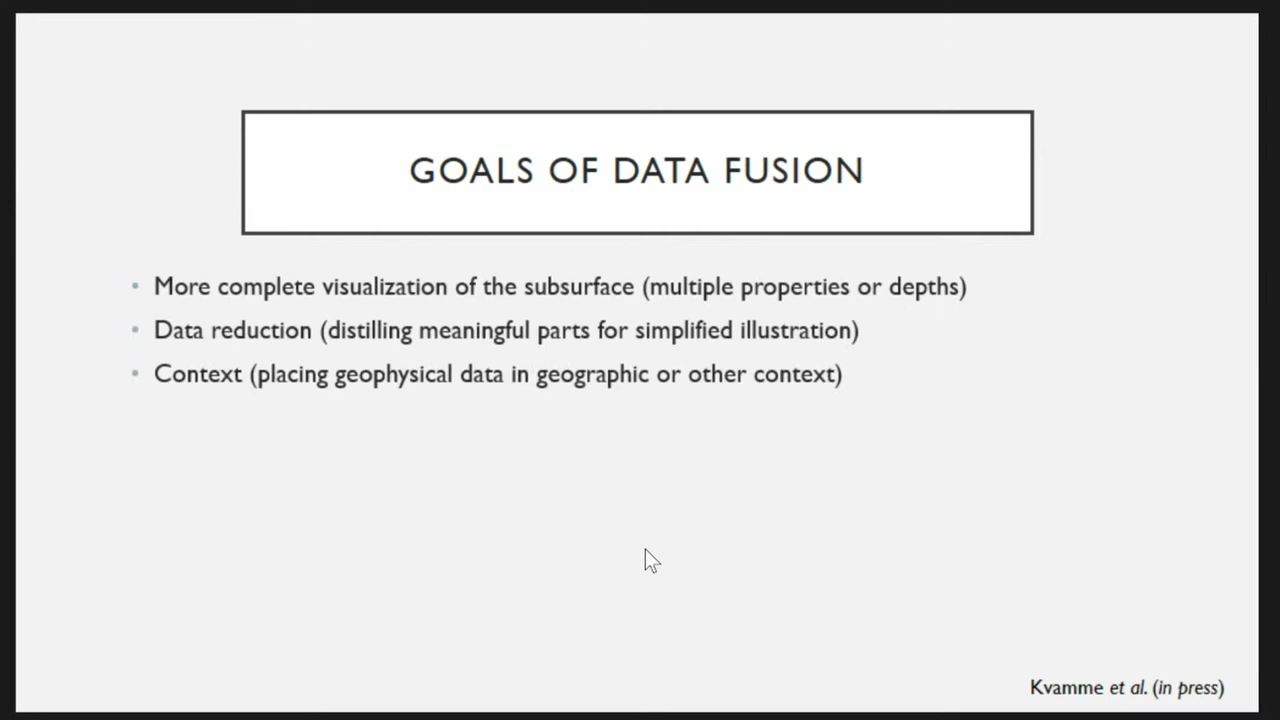 GOALS OF DATA FUSION
• More complete visualization of the subsurface (multiple properties or depths)
• Data reduction (distilling meaningful parts for simplified illustration)
• Context (placing geophysical data in geographic or other context)
Kvamme et al. (in press)